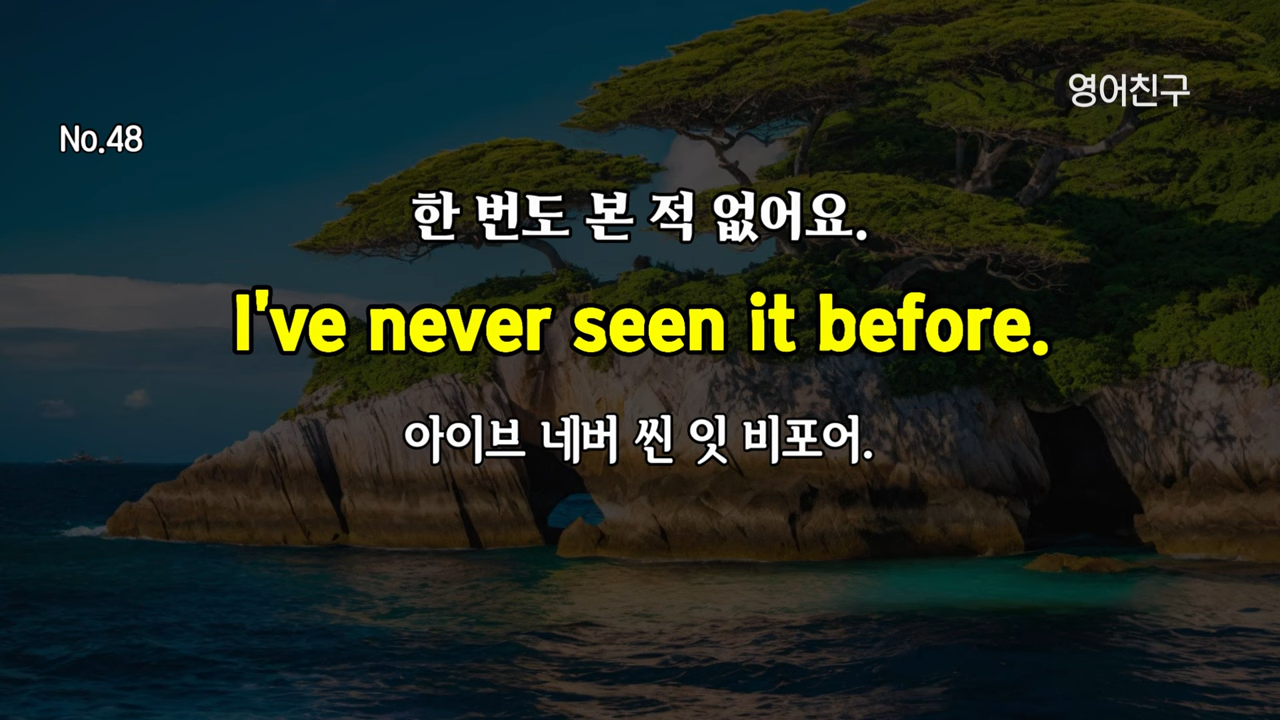 영어친구
No.48
한 번도 본 적 없어요.
I've never seen it before.
아이브 네버 씬 잇 비포어.